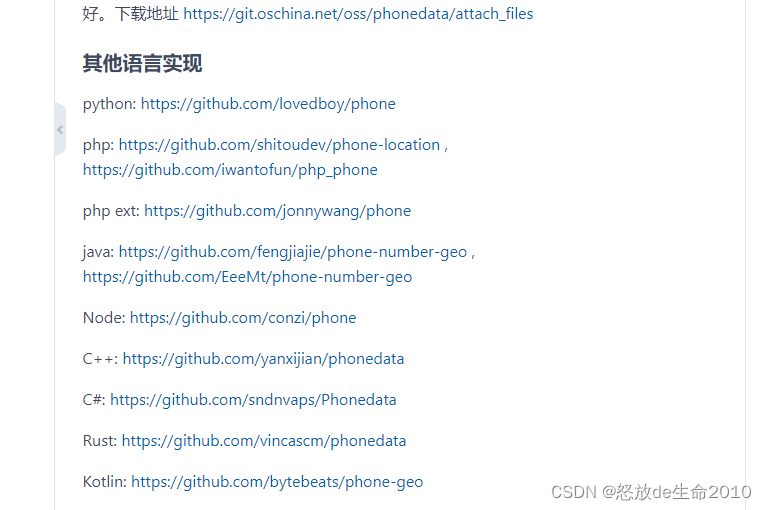 好。下载地址 https://git.oschina.net/oss/phonedata/attach_files
其他语言实现
python: https://github.com/lovedboy/phone
php: https://github.com/shitoudev/phone-location ,
https://github.com/iwantofun/php_phone
php ext: https://github.com/jonnywang/phone
java: https://github.com/fengjiajie/phone-number-geo ,
https://github.com/EeeMt/phone-number-geo
Node: https://github.com/conzi/phone
C++: https://github.com/yanxijian/phonedata
C#: https://github.com/sndnvaps/Phonedata
Rust: https://github.com/vincascm/phonedata
Kotlin: https://github.com/bytebeats/phone-geo
CSDN @怒放de生命2010